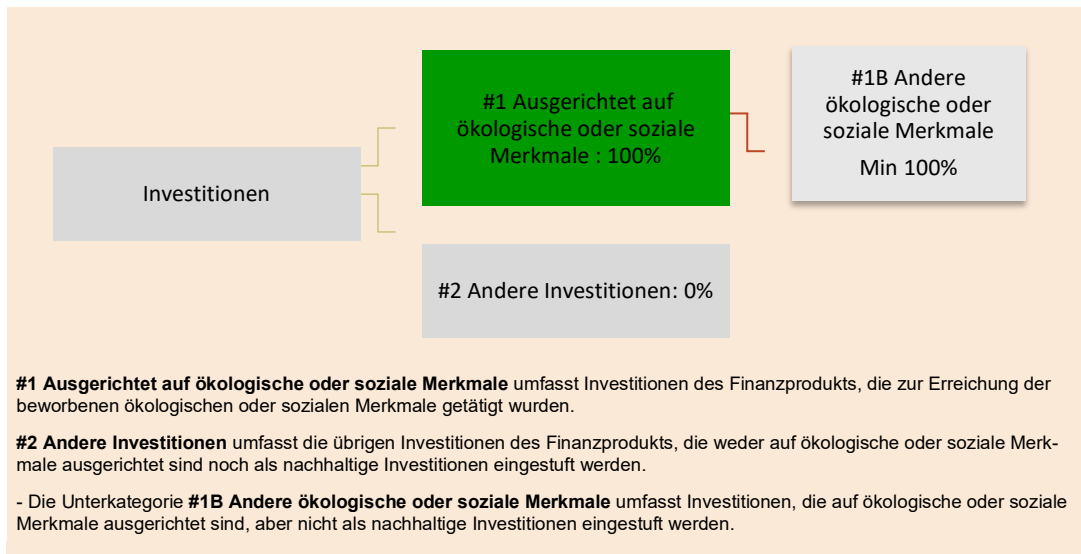 #1 Ausgerichtet auf
ökologische oder soziale
Merkmale : 100%
#1B Andere
ökologische oder
soziale Merkmale
Min 100%
Investitionen
#2 Andere Investitionen: 0%
#1 Ausgerichtet auf ökologische oder soziale Merkmale umfasst Investitionen des Finanzprodukts, die zur Erreichung der
beworbenen ökologischen oder sozialen Merkmale getätigt wurden.
#2 Andere Investitionen umfasst die übrigen Investitionen des Finanzprodukts, die weder auf ökologische oder soziale Merk-
male ausgerichtet sind noch als nachhaltige Investitionen eingestuft werden.
- Die Unterkategorie #1B Andere ökologische oder soziale Merkmale umfasst Investitionen, die auf ökologische oder soziale
Merkmale ausgerichtet sind, aber nicht als nachhaltige Investitionen eingestuft werden.